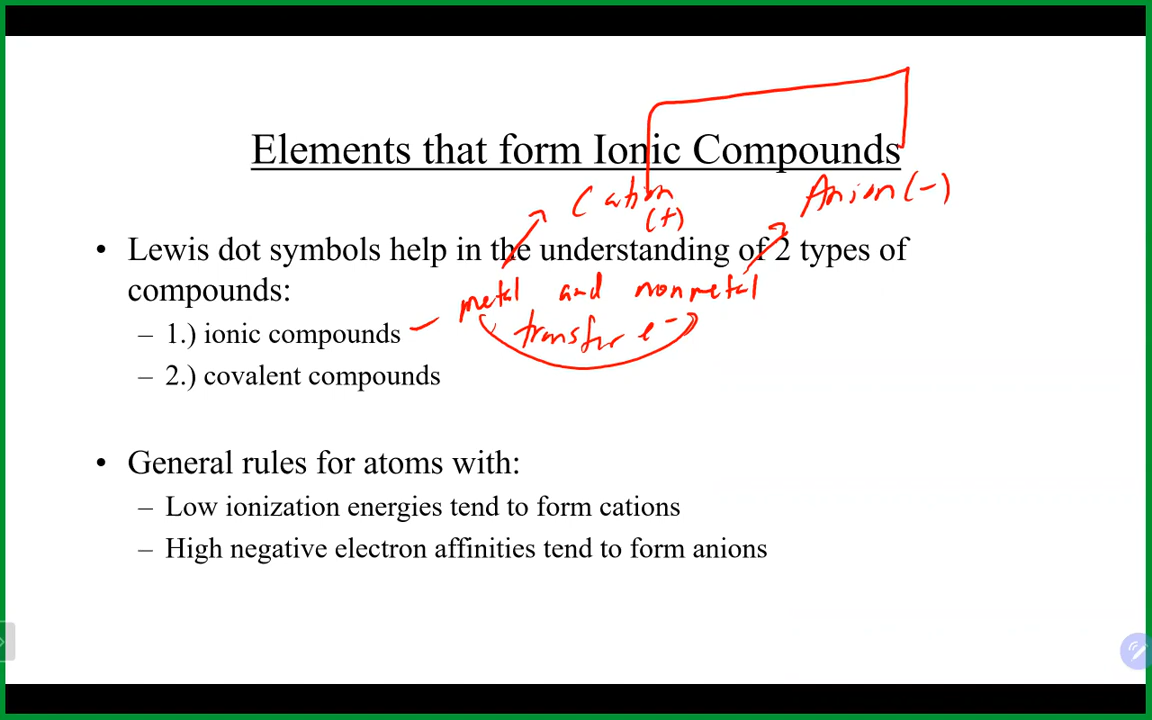 Elements that form Ionic Compounds
Cation
(+)
Anion (-)
• Lewis dot symbols help in the understanding of 2 types of
compounds:
metal and nonmetal
– 1.) ionic compounds
transfer e-
– 2.) covalent compounds
• General rules for atoms with:
– Low ionization energies tend to form cations
– High negative electron affinities tend to form anions